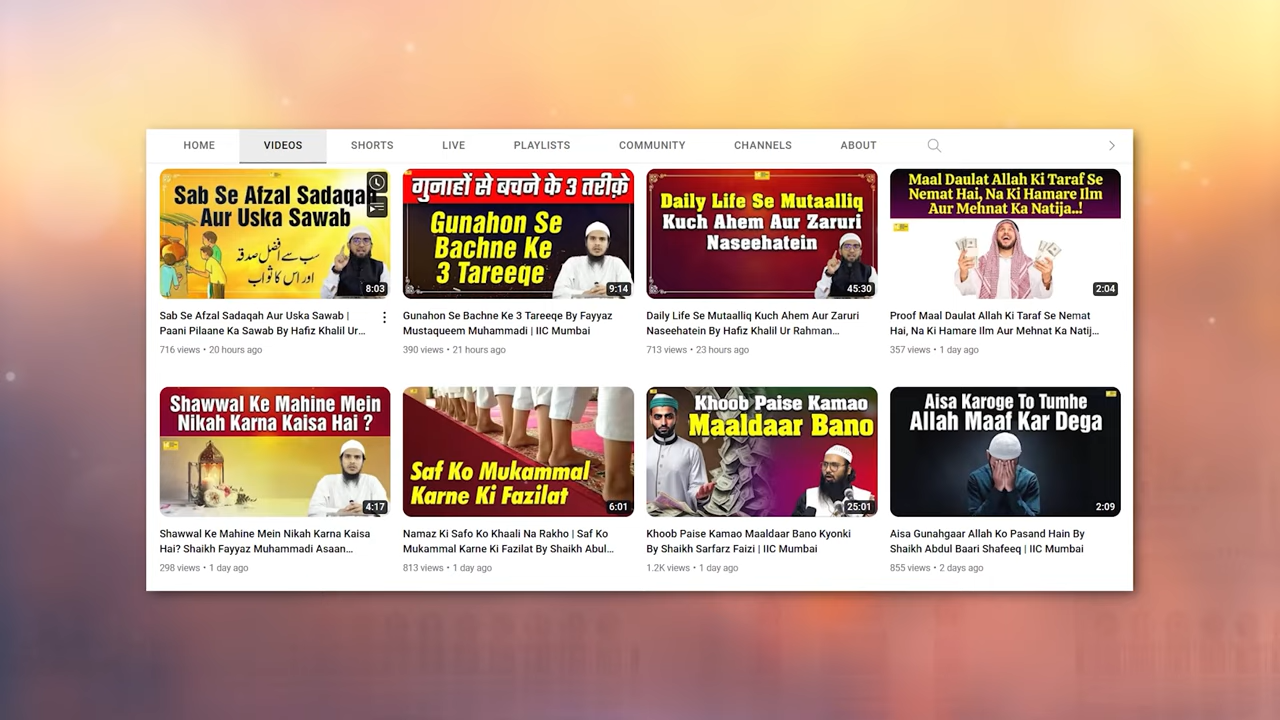 HOME VIDEOS SHORTS LIVE PLAYLISTS COMMUNITY CHANNELS ABOUT
Sab Se Afzal Sadaqah
Aur Uska Sawab
سب سے افضل صدقہ
اور اس کا ثواب
8:03
Sab Se Afzal Sadaqah Aur Uska Sawab |
Paani Pilaane Ka Sawab By Hafiz Khalil Ur...
716 views • 20 hours ago
गुनाहों से बचने के 3 तरीक़े
Gunahon Se
Bachne Ke
3 Tareeqe
9:14
Gunahon Se Bachne Ke 3 Tareeqe By Fayyaz
Mustaqueem Muhammadi | IIC Mumbai
390 views • 21 hours ago
Daily Life Se Mutaalliq
Kuch Ahem Aur Zaruri
Naseehatein
45:30
Daily Life Se Mutaalliq Kuch Ahem Aur Zaruri
Naseehatein By Hafiz Khalil Ur Rahman...
713 views • 23 hours ago
Maal Daulat Allah Ki Taraf Se
Nemat Hai, Na Ki Hamare Ilm
Aur Mehnat Ka Natija..!
2:04
Proof Maal Daulat Allah Ki Taraf Se Nemat
Hai, Na Ki Hamare Ilm Aur Mehnat Ka Natij...
357 views • 1 day ago
Shawwal Ke Mahine Mein
Nikah Karna Kaisa Hai ?
4:17
Shawwal Ke Mahine Mein Nikah Karna Kaisa
Hai? Shaikh Fayyaz Muhammadi Asaan...
298 views • 1 day ago
Saf Ko Mukammal
Karne Ki Fazilat
6:01
Namaz Ki Safo Ko Khaali Na Rakho | Saf Ko
Mukammal Karne Ki Fazilat By Shaikh Abul...
813 views • 1 day ago
Khoob Paise Kamao
Maaldaar Bano
25:01
Khoob Paise Kamao Maaldaar Bano Kyonki
By Shaikh Sarfarz Faizi | IIC Mumbai
1.2K views • 1 day ago
Aisa Karoge To Tumhe
Allah Maaf Kar Dega
2:09
Aisa Gunahgaar Allah Ko Pasand Hain By
Shaikh Abdul Baari Shafeeq | IIC Mumbai
855 views • 2 days ago